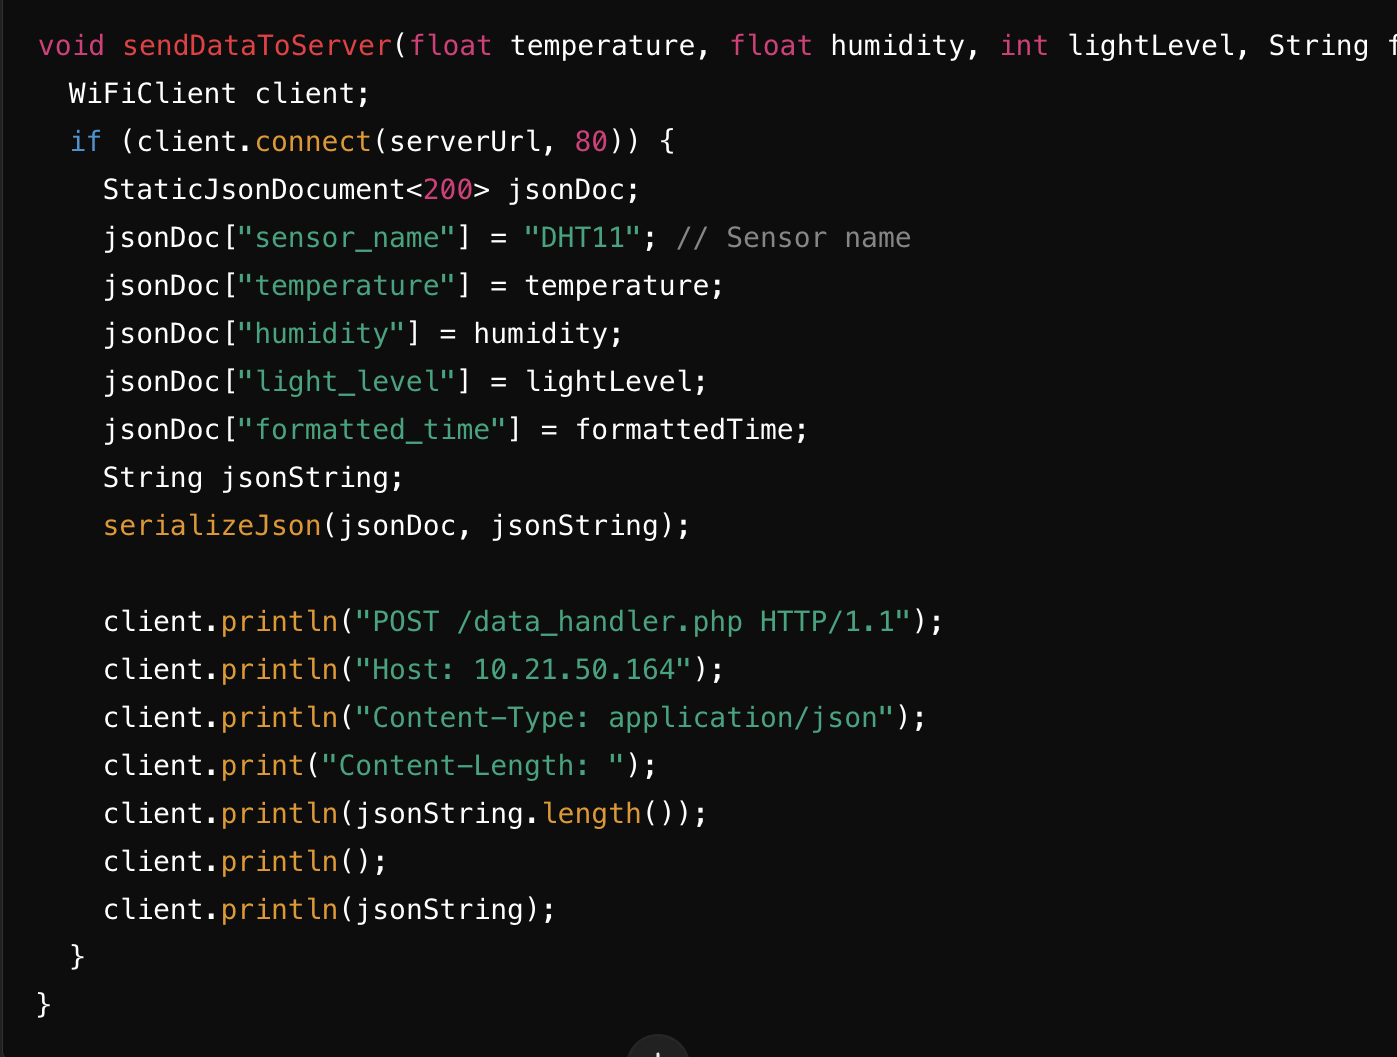 void sendDataToServer(float temperature, float humidity, int lightLevel, String
WiFiClient client;
if (client.connect(serverUrl, 80)) {
StaticJsonDocument<200> jsonDoc;
jsonDoc["sensor_name"] = "DHT11"; // Sensor name
jsonDoc["temperature"] = temperature;
jsonDoc["humidity"] = humidity;
jsonDoc["light_level"] = lightLevel;
jsonDoc["formatted_time"] = formattedTime;
String jsonString;
serializeJson(jsonDoc, jsonString);
client.println("POST /data_handler.php HTTP/1.1");
client.println("Host: 10.21.50.164");
client.println("Content-Type: application/json");
client.print("Content-Length: ");
client.println(jsonString.length());
client.println();
client.println(jsonString);
}
}